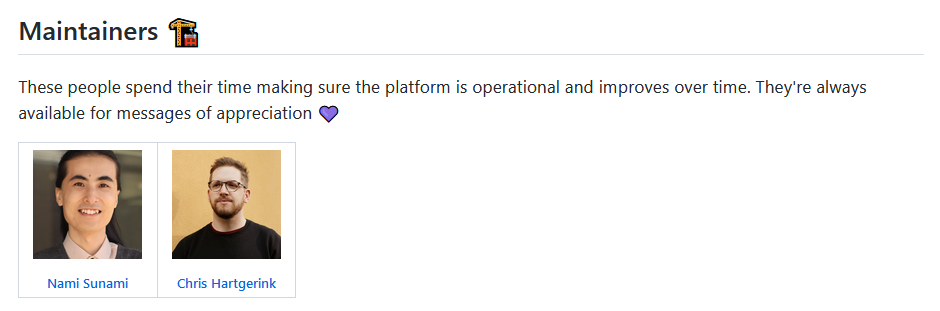 Maintainers 🏗️
These people spend their time making sure the platform is operational and improves over time. They're always
available for messages of appreciation 💜
Nami Sunami
Chris Hartgerink